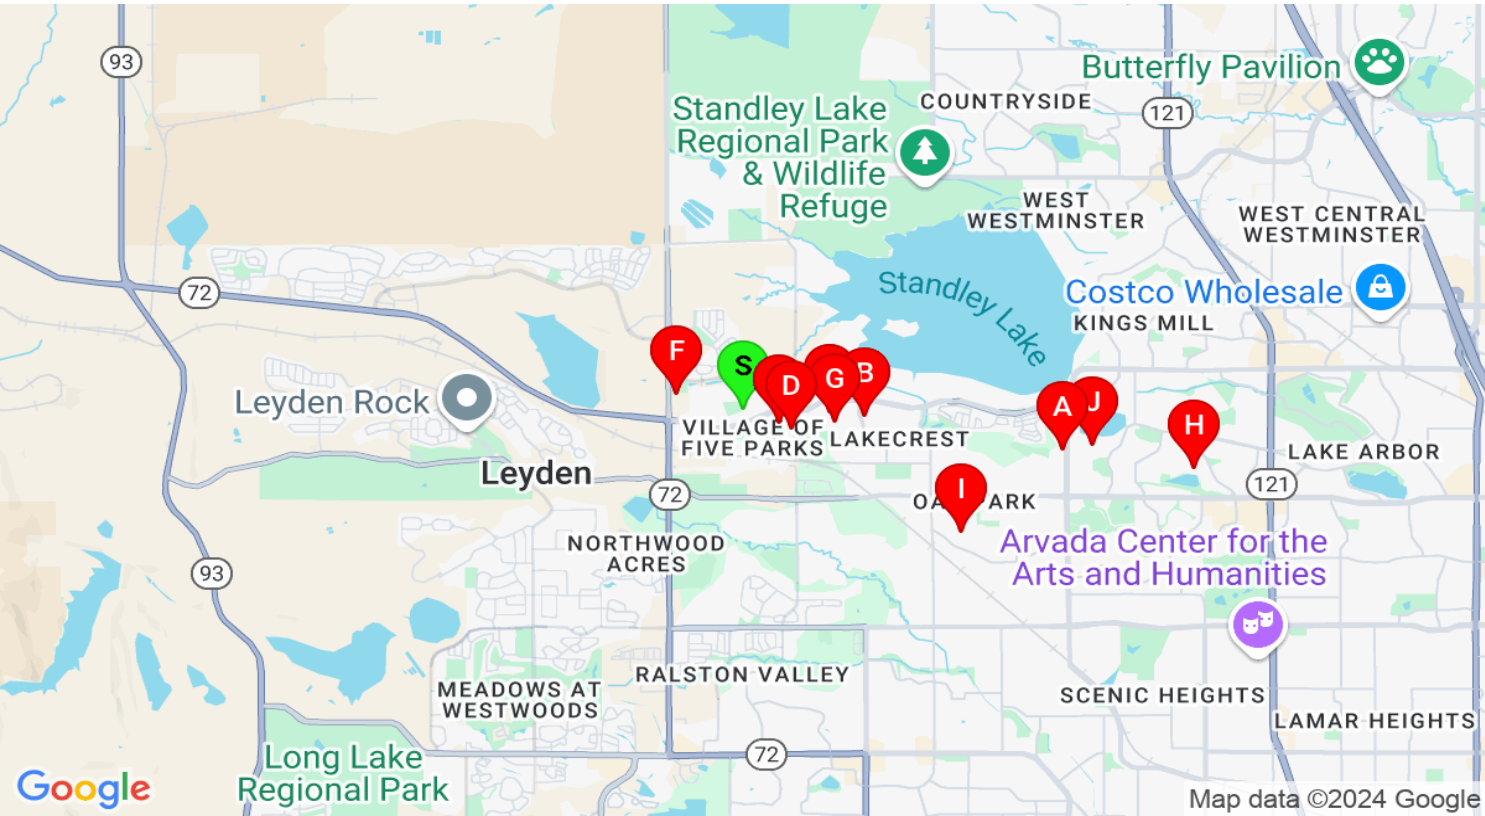 93
Butterfly Pavilion
COUNTRYSIDE
121
Standley Lake
Regional Park
& Wildlife
Refuge
WEST
WESTMINSTER
WEST CENTRAL
WESTMINSTER
72
Standley Lake
Costco Wholesale
KINGS MILL
F
S
D
G
B
A
J
H
Leyden Rock
VILLAGE OF
FIVE PARKS
LAKECREST
LAKE ARBOR
Leyden
72
I
121
NORTHWOOD
ACRES
Arvada Center for the
Arts and Humanities
93
RALSTON VALLEY
MEADOWS AT
WESTWOODS
SCENIC HEIGHTS
LAMAR HEIGHTS
72
Long Lake
Regional Park
Google
Map data ©2024 Google